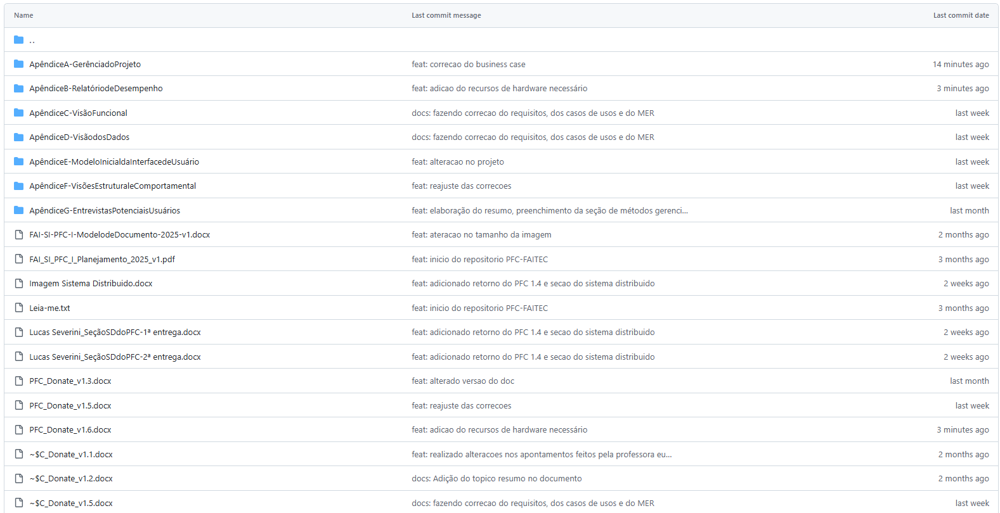 Name Last commit message Last commit date
..
ApêndiceA-GerênciadoProjeto feat: correcao do business case 14 minutes ago
ApêndiceB-RelatóriodeDesempenho feat: adicao do recursos de hardware necessário 3 minutes ago
ApêndiceC-VisãoFuncional docs: fazendo correcao do requisitos, dos casos de usos e do MER last week
ApêndiceD-VisãodosDados docs: fazendo correcao do requisitos, dos casos de usos e do MER last week
ApêndiceE-ModeloInicialdaInterfacedeUsuário feat: alteracao no projeto last week
ApêndiceF-VisõesEstruturaleComportamental feat: reajuste das correcoes last week
ApêndiceG-EntrevistasPotenciaisUsuários feat: elaboração do resumo, preenchimento da seção de métodos gerenci... last month
FAI-SI-PFC-I-ModelodeDocumento-2025-v1.docx feat: ateracao no tamanho da imagem 2 months ago
FAI_SI_PFC_I_Planejamento_2025_v1.pdf feat: inicio do repositorio PFC-FAITEC 3 months ago
Imagem Sistema Distribuido.docx feat: adicionado retorno do PFC 1.4 e secao do sistema distribuido 2 weeks ago
Leia-me.txt feat: inicio do repositorio PFC-FAITEC 3 months ago
Lucas Severini_SeçãoSDdoPFC-1ª entrega.docx feat: adicionado retorno do PFC 1.4 e secao do sistema distribuido 2 weeks ago
Lucas Severini_SeçãoSDdoPFC-2ª entrega.docx feat: adicionado retorno do PFC 1.4 e secao do sistema distribuido 2 weeks ago
PFC_Donate_v1.3.docx feat: alterado versao do doc last month
PFC_Donate_v1.5.docx feat: reajuste das correcoes last week
PFC_Donate_v1.6.docx feat: adicao do recursos de hardware necessário 3 minutes ago
~$C_Donate_v1.1.docx feat: realizado alteracoes nos apontamentos feitos pela professora eu... 2 months ago
~$C_Donate_v1.2.docx docs: Adição do topico resumo no documento 2 months ago
~$C_Donate_v1.5.docx docs: fazendo correcao do requisitos, dos casos de usos e do MER last week